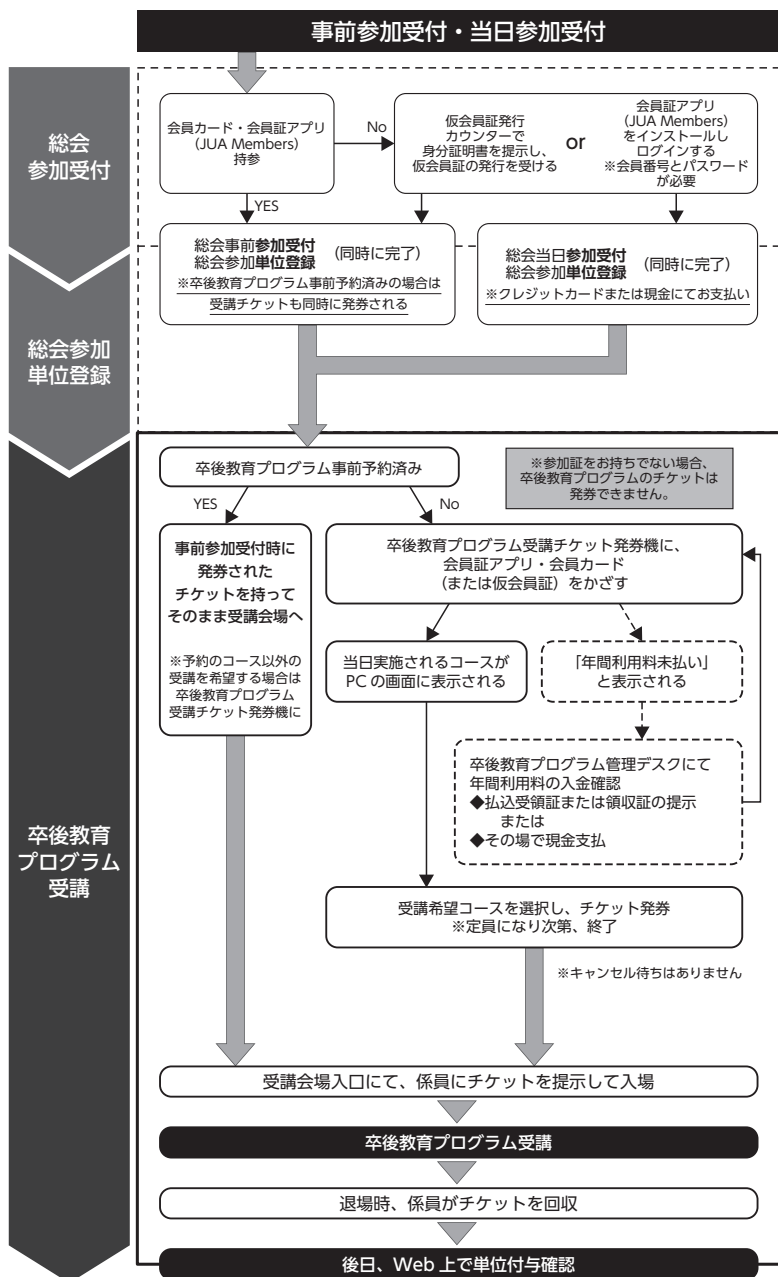 事前参加受付・当日参加受付
総会
参加受付
会員カード・会員証アプリ
(JUA Members)
持参
No
仮会員証発行
カウンターで
身分証明書を提示し、
仮会員証の発行を受ける
or
会員証アプリ
(JUA Members)
をインストールし
ログインする
※会員番号とパスワード
が必要
YES
総会事前参加受付
総会参加単位登録
(同時に完了)
※卒後教育プログラム事前予約済みの場合は
受講チケットも同時に発券される
総会当日参加受付
総会参加単位登録
(同時に完了)
※クレジットカードまたは現金にてお支払い
総会参加
単位登録
卒後教育プログラム事前予約済み
※参加証をお持ちでない場合、
卒後教育プログラムのチケットは
発券できません。
YES
No
事前参加受付時に
発券された
チケットを持って
そのまま受講会場へ
※予約のコース以外の
受講を希望する場合は
卒後教育プログラム
受講チケット発券機に
卒後教育プログラム受講チケット発券機に、
会員証アプリ・会員カード
(または仮会員証)をかざす
当日実施されるコースが
PC の画面に表示される
「年間利用料未払い」
と表示される
卒後教育プログラム管理デスクにて
年間利用料の入金確認
◆払込受領証または領収証の提示
または
◆その場で現金支払
卒後教育
プログラム
受講
受講希望コースを選択し、チケット発券
※定員になり次第、終了
※キャンセル待ちはありません
受講会場入口にて、係員にチケットを提示して入場
卒後教育プログラム受講
退場時、係員がチケットを回収
後日、Web 上で単位付与確認